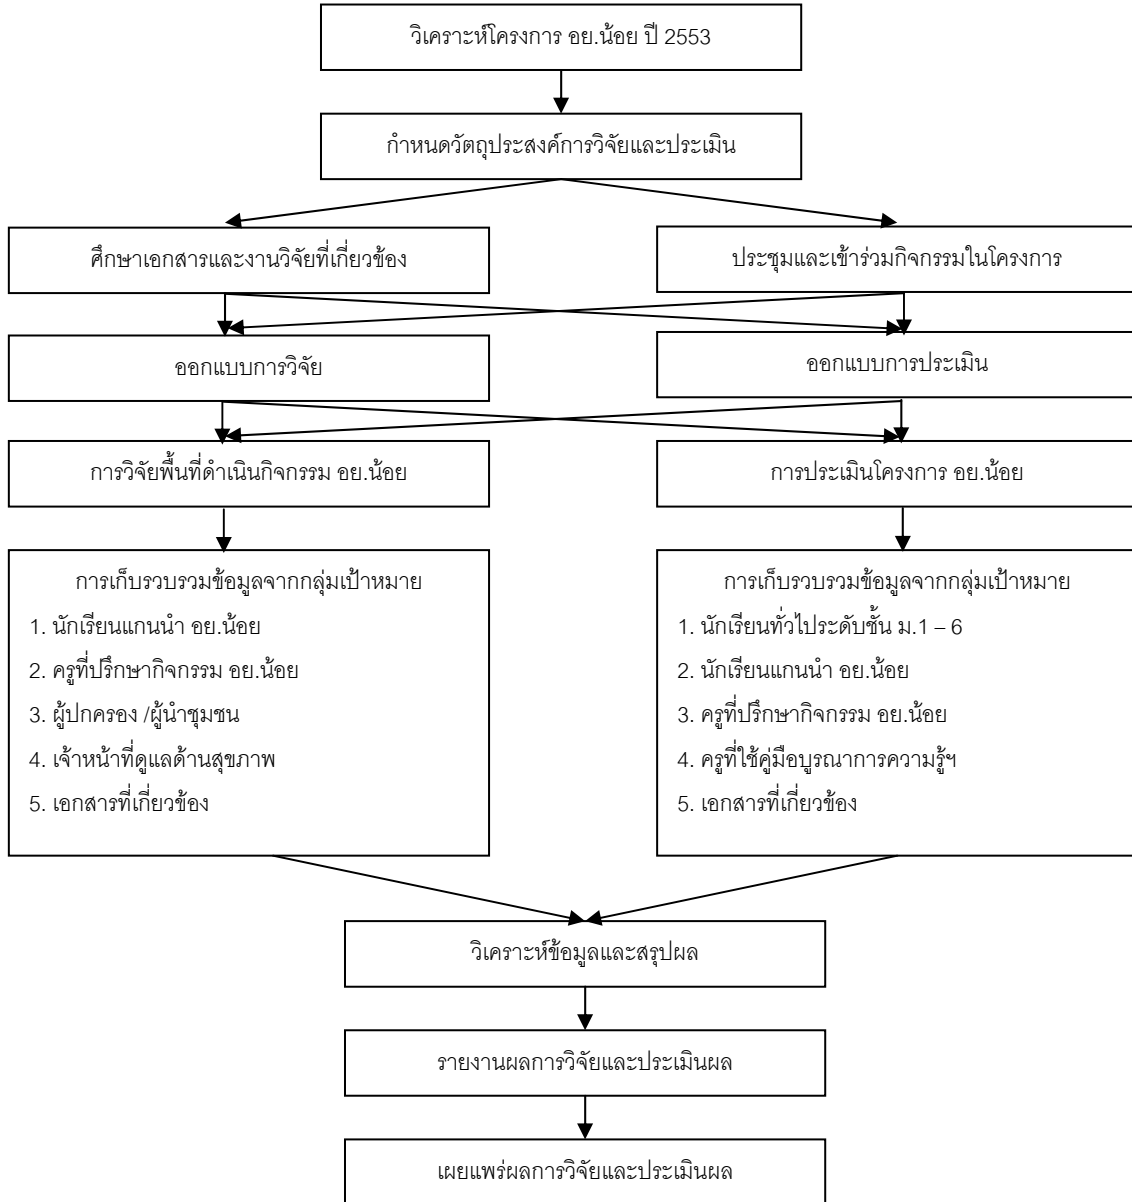 วิเคราะห์โครงการ อย.น้อย ปี 2553
กำหนดวัตถุประสงค์การวิจัยและประเมิน
ศึกษาเอกสารและงานวิจัยที่เกี่ยวข้อง
ประชุมและเข้าร่วมกิจกรรมในโครงการ
ออกแบบการวิจัย
ออกแบบการประเมิน
การวิจัยพื้นที่ดำเนินกิจกรรม อย.น้อย
การประเมินโครงการ อย.น้อย
การเก็บรวบรวมข้อมูลจากกลุ่มเป้าหมาย
1. นักเรียนแกนนำ อย.น้อย
2. ครูที่ปรึกษากิจกรรม อย.น้อย
3. ผู้ปกครอง /ผู้นำชุมชน
4. เจ้าหน้าที่ดูแลด้านสุขภาพ
5. เอกสารที่เกี่ยวข้อง
การเก็บรวบรวมข้อมูลจากกลุ่มเป้าหมาย
1. นักเรียนทั่วไประดับชั้น ม.1 – 6
2. นักเรียนแกนนำ อย.น้อย
3. ครูที่ปรึกษากิจกรรม อย.น้อย
4. ครูที่ใช้คู่มือบูรณาการความรู้ฯ
5. เอกสารที่เกี่ยวข้อง
วิเคราะห์ข้อมูลและสรุปผล
รายงานผลการวิจัยและประเมินผล
เผยแพร่ผลการวิจัยและประเมินผล